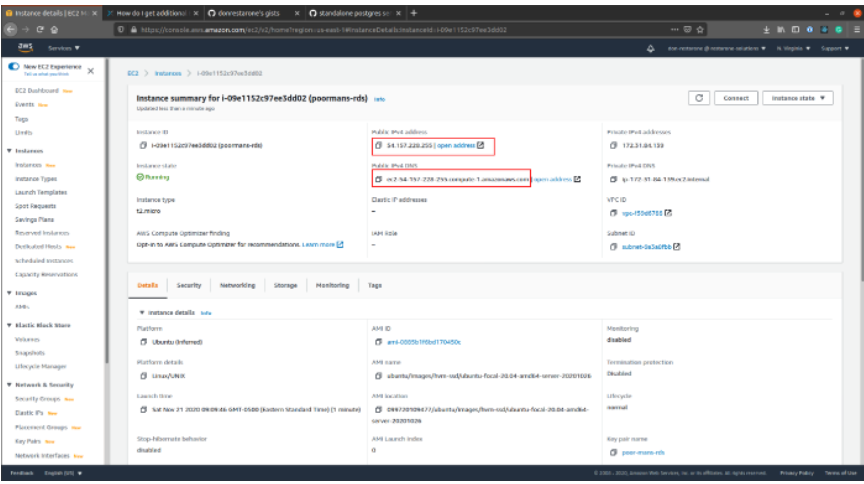 Instance details | EC2 M
How do I get additional
donrestarone's gists
standalone postgres se
https://console.aws.amazon.com/ec2/v2/home?region=us-east-1#InstanceDetails:instanceId=i-09e1152c97ee3dd02
aws
Services
don-restarone @ restarone solutions
N. Virginia
Support
New EC2 Experience
Tell us what you think
EC2 Dashboard New
Events New
Tags
Limits
Instances
Instances New
Instance Types
Launch Templates
Spot Requests
Savings Plans
Reserved Instances
Dedicated Hosts New
Scheduled Instances
Capacity Reservations
Images
AMIs
Elastic Block Store
Volumes
Snapshots
Lifecycle Manager
Network & Security
Security Groups New
Elastic IPs New
Placement Groups New
Key Pairs New
Network Interfaces New
EC2 > Instances > i-09e1152c97ee3dd02
Instance summary for i-09e1152c97ee3dd02 (poormans-rds) Info
Updated less than a minute ago
Connect
Instance state
Instance ID
i-09e1152c97ee3dd02 (poormans-rds)
Public IPv4 address
54.157.228.255 | open address
Private IPv4 addresses
172.31.84.139
Instance state
Running
Public IPv4 DNS
ec2-54-157-228-255.compute-1.amazonaws.com | open address
Private IPv4 DNS
ip-172-31-84-139.ec2.internal
Instance type
t2.micro
Elastic IP addresses
–
VPC ID
AWS Compute Optimizer finding
Opt-in to AWS Compute Optimizer for recommendations. Learn more
IAM Role
–
Subnet ID
Details
Security
Networking
Storage
Monitoring
Tags
Instance details Info
Platform
Ubuntu (Inferred)
AMI ID
Monitoring
disabled
Platform details
Linux/UNIX
AMI name
ubuntu/images/hvm-ssd/ubuntu-focal-20.04-amd64-server-20201026
Termination protection
Disabled
Launch time
Sat Nov 21 2020 09:09:46 GMT-0500 (Eastern Standard Time) (1 minute)
AMI location
099720109477/ubuntu/images/hvm-ssd/ubuntu-focal-20.04-amd64-
server-20201026
Lifecycle
normal
Stop-hibernate behavior
disabled
AMI Launch index
0
Key pair name
poor-mans-rds
Feedback
English (US)
© 2008 - 2020, Amazon Web Services, Inc. or its affiliates. All rights reserved.
Privacy Policy
Terms of Use